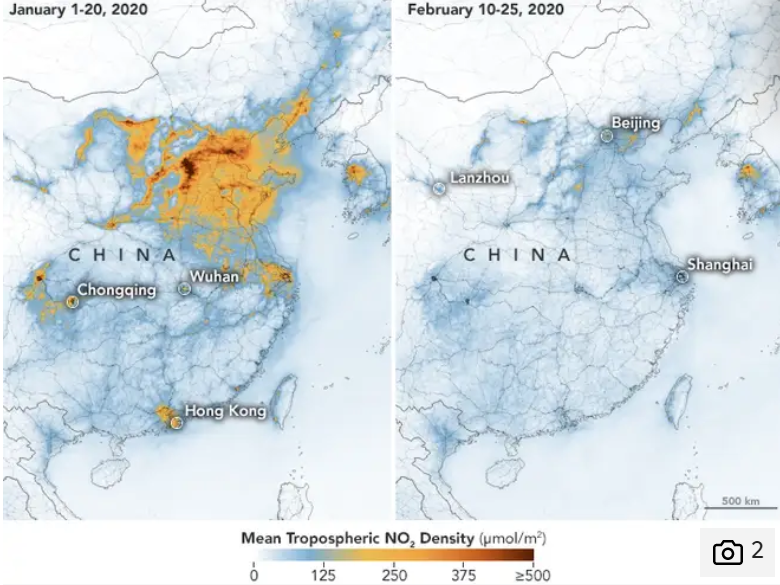 January 1-20, 2020
February 10-25, 2020
Beijing
Lanzhou
CHINA
CHINA
Wuhan
Shanghai
Chongqing
Hong Kong
500 km
Mean Tropospheric NO₂ Density (μmol/m²)
0 125 250 375 ≥500
2